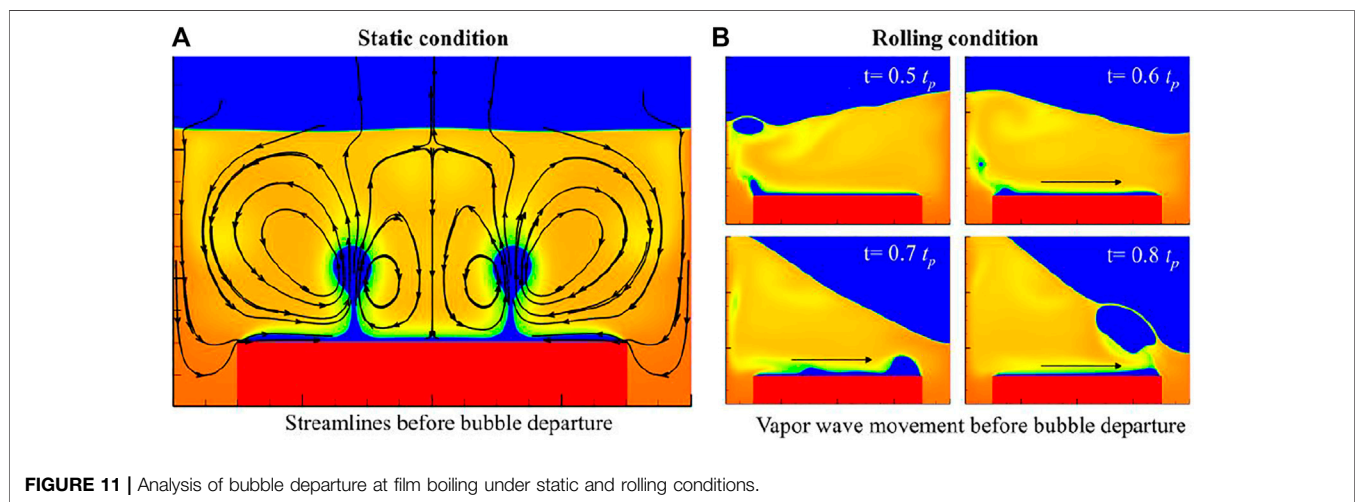 A
Static condition
Streamlines before bubble departure
B
Rolling condition
t= 0.5 tp
t= 0.6 tp
t= 0.7 tp
t= 0.8 tp
Vapor wave movement before bubble departure
FIGURE 11 | Analysis of bubble departure at film boiling under static and rolling conditions.